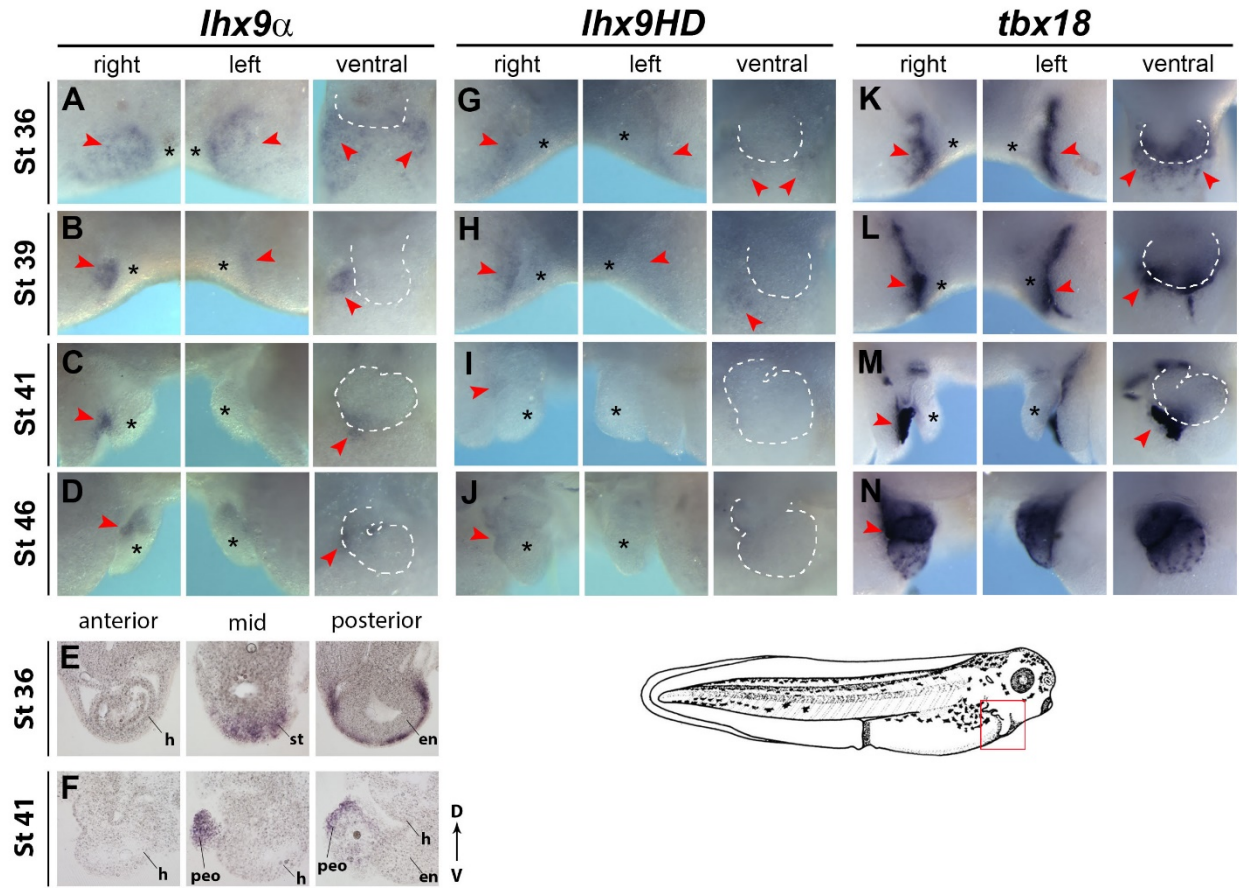 lhx9α lhx9HD tbx18
right left ventral right left ventral right left ventral
St 36 A * * G * * K * *
St 39 B * * H * * L * *
St 41 C * * I * * M * *
St 46 D * * J * * N
anterior mid posterior
St 36 E h st en
St 41 F h peo h peo h en
D
V